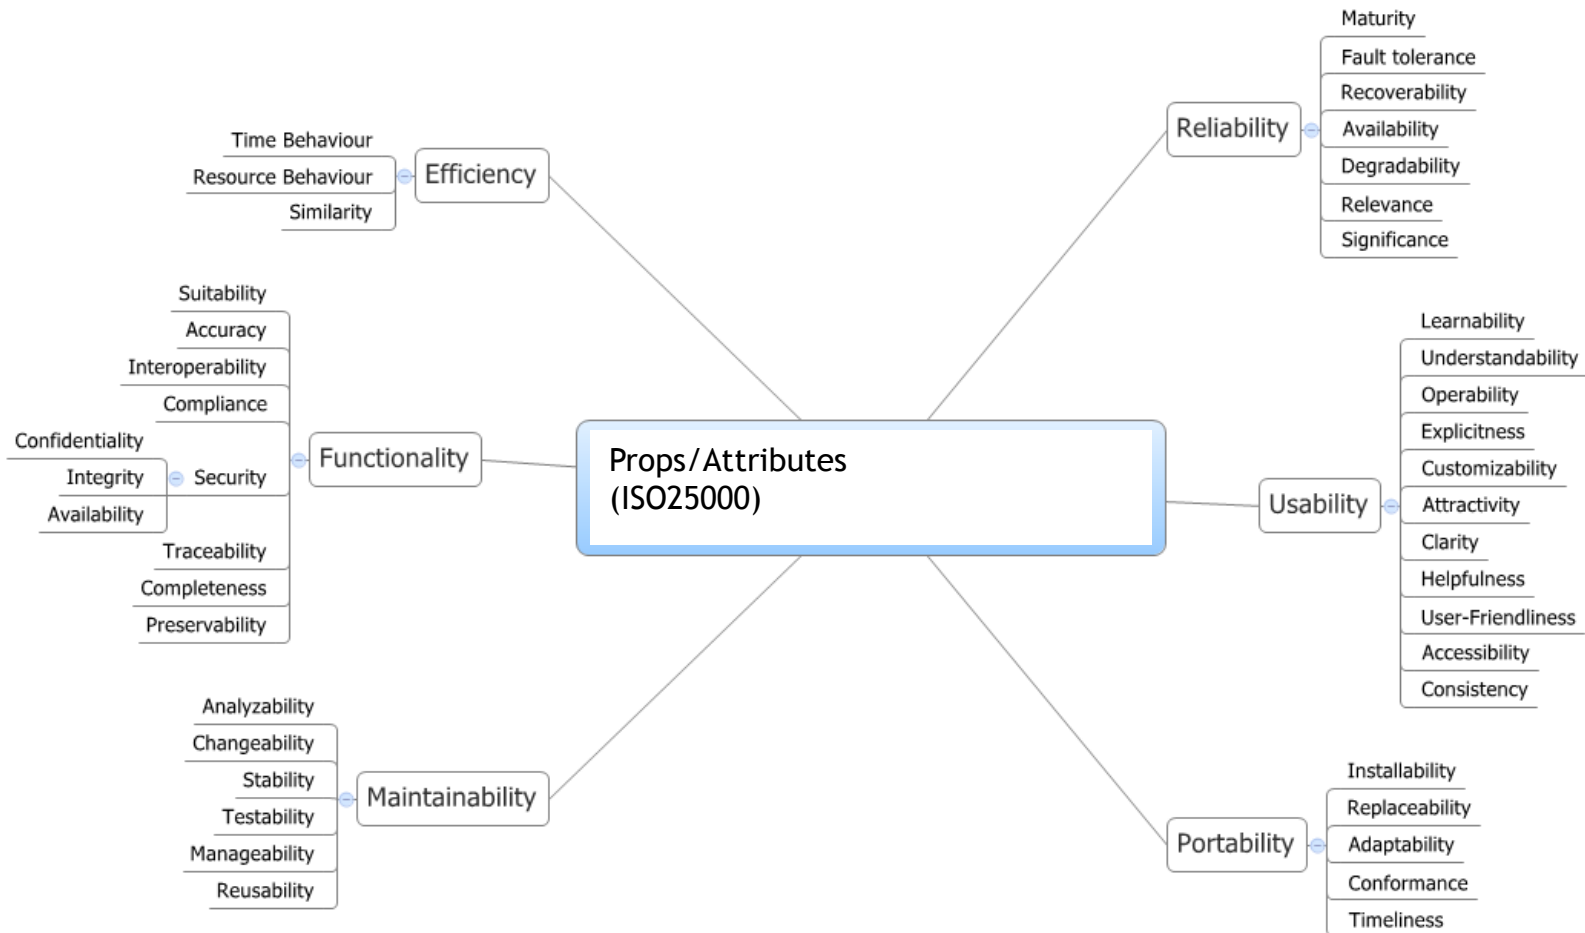 Props/Attributes
(ISO25000)
Efficiency
Time Behaviour
Resource Behaviour
Similarity
Functionality
Suitability
Accuracy
Interoperability
Compliance
Security
Confidentiality
Integrity
Availability
Traceability
Completeness
Preservability
Maintainability
Analyzability
Changeability
Stability
Testability
Manageability
Reusability
Reliability
Maturity
Fault tolerance
Recoverability
Availability
Degradability
Relevance
Significance
Usability
Learnability
Understandability
Operability
Explicitness
Customizability
Attractivity
Clarity
Helpfulness
User-Friendliness
Accessibility
Consistency
Portability
Installability
Replaceability
Adaptability
Conformance
Timeliness